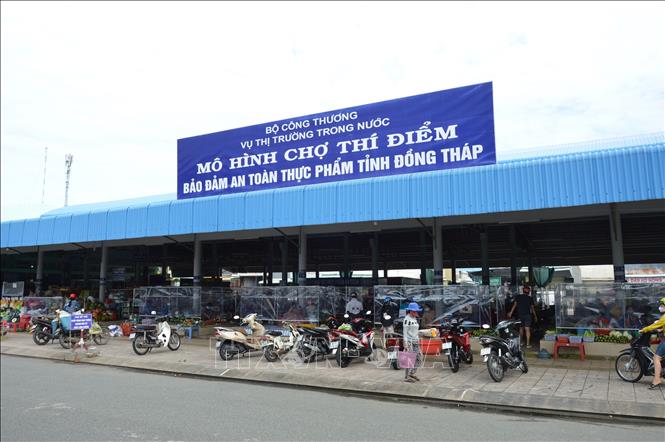 BỘ CÔNG THƯƠNG
VỤ THỊ TRƯỜNG TRONG NƯỚC
MÔ HÌNH CHỢ THÍ ĐIỂM
BẢO ĐẢM AN TOÀN THỰC PHẨM TỈNH ĐỒNG THÁP